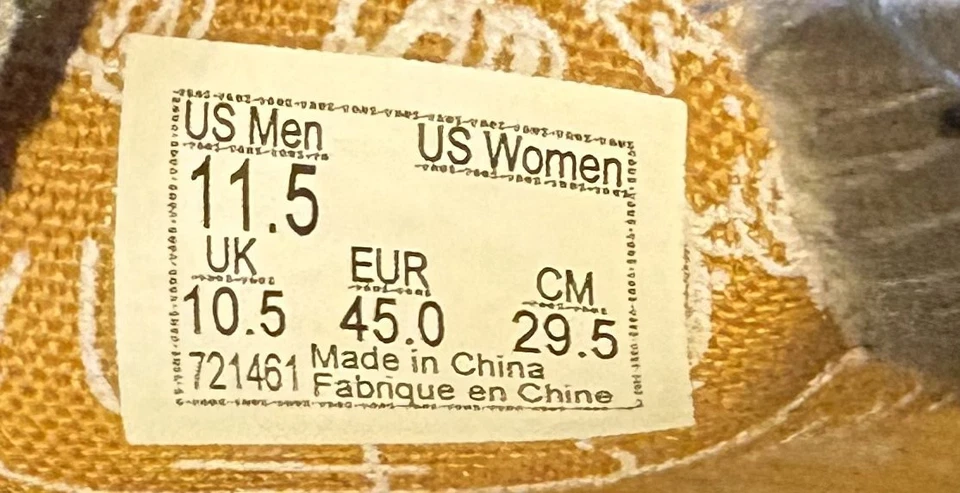 US Men US Women
11.5
UK EUR CM
10.5 45.0 29.5
721461 Made in China
Fabrique en Chine